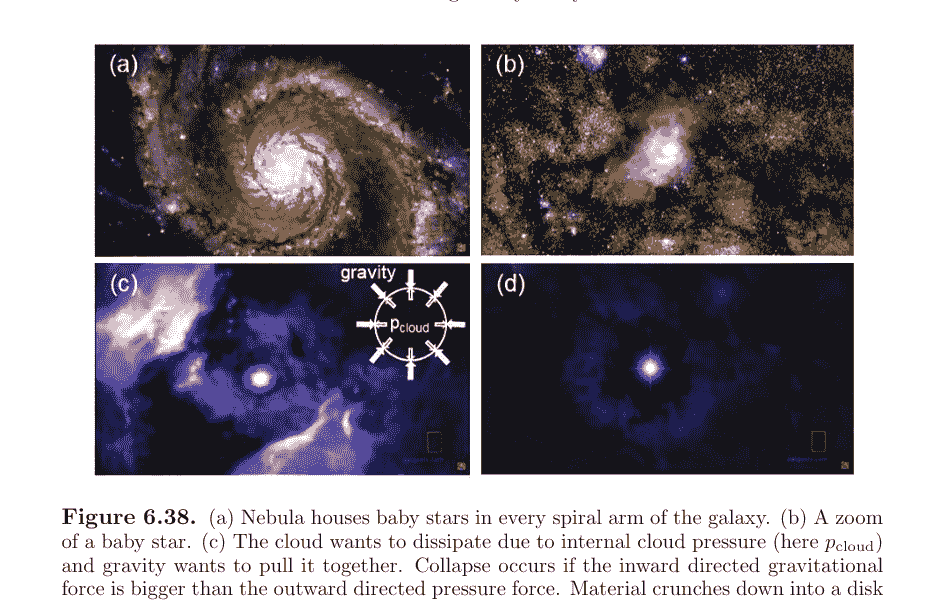 (a)
(b)
(c)
gravity
pcloud
(d)
Figure 6.38. (a) Nebula houses baby stars in every spiral arm of the galaxy. (b) A zoom
of a baby star. (c) The cloud wants to dissipate due to internal cloud pressure (here pcloud)
and gravity wants to pull it together. Collapse occurs if the inward directed gravitational
force is bigger than the outward directed pressure force. Material crunches down into a disk